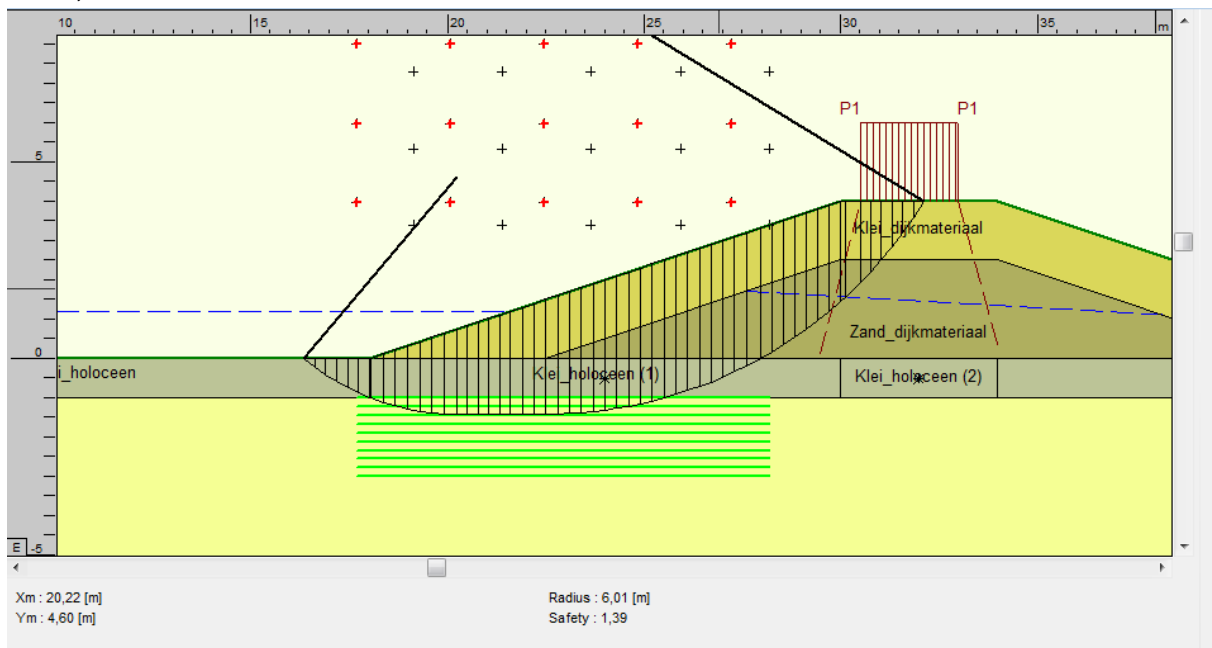 10 15 20 25 30 35 m
P1 P1
5
Klei_dijkmateriaal
Zand_dijkmateriaal
0
i_holoceen Klei_holoceen (1) Klei_holoceen (2)
E -5
Xm : 20,22 [m] Radius : 6,01 [m]
Ym : 4,60 [m] Safety : 1,39